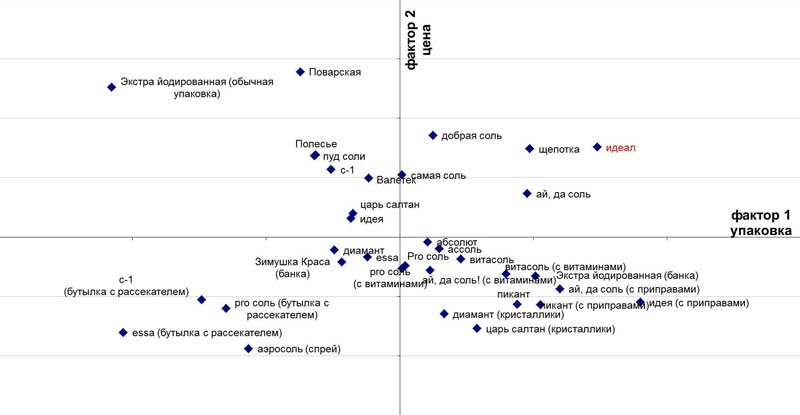 фактор 2
цена
Поварская
Экстра йодированная (обычная
упаковка)
добрая соль
щепотка
идеал
Полесье
пуд соли
с-1
Валетек
самая соль
ай, да соль
царь салтан
идея
фактор 1
упаковка
абсолют
диамант
ассоль
essa
Pro соль
витасоль
Зимушка Краса
(банка)
pro соль
(с витаминами)
витасоль (с витаминами)
Экстра йодированная (банка)
ай, да соль! (с витаминами)
с-1
(бутылка с рассекателем)
ай, да соль (с приправами)
пикант
pro соль (бутылка с
рассекателем)
пикант (с приправами)
идея (с приправами)
диамант (кристаллики)
essa (бутылка с рассекателем)
царь салтан (кристаллики)
аэросоль (спрей)